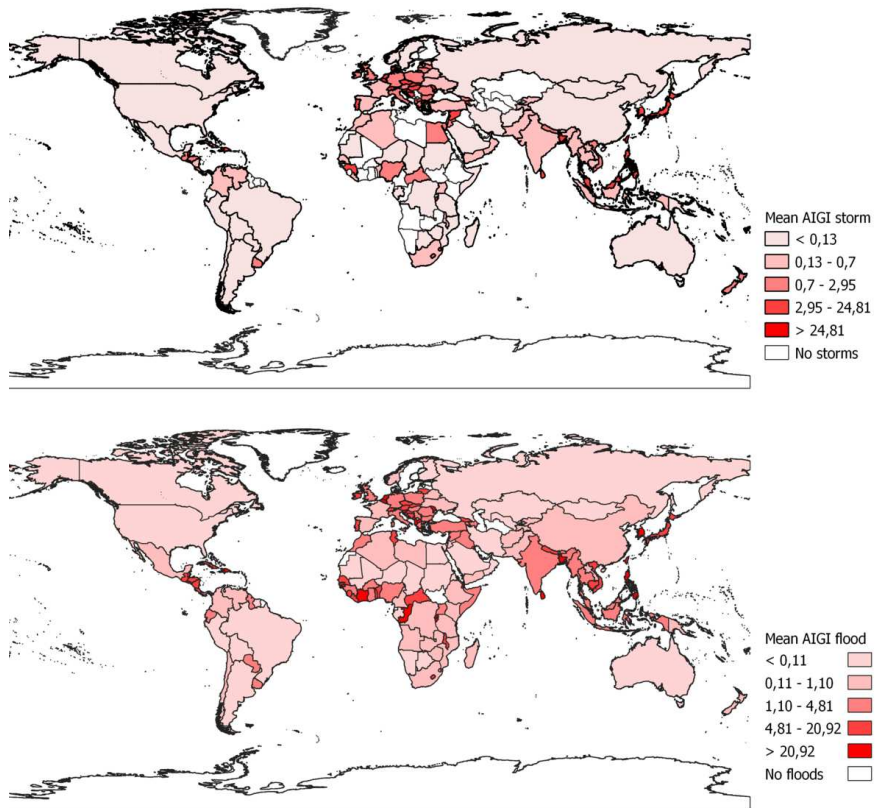 Mean AIGI storm
< 0,13
0,13 - 0,7
0,7 - 2,95
2,95 - 24,81
> 24,81
No storms
Mean AIGI flood
< 0,11
0,11 - 1,10
1,10 - 4,81
4,81 - 20,92
> 20,92
No floods